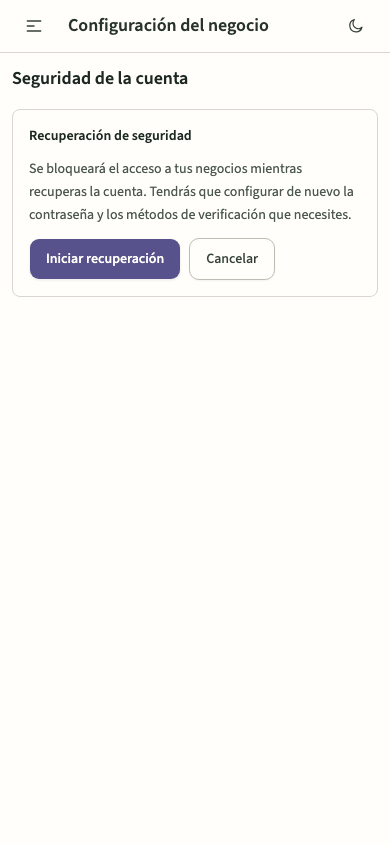 Configuración del negocio
Seguridad de la cuenta
Recuperación de seguridad
Se bloqueará el acceso a tus negocios mientras
recuperas la cuenta. Tendrás que configurar de nuevo la
contraseña y los métodos de verificación que necesites.
Iniciar recuperación
Cancelar